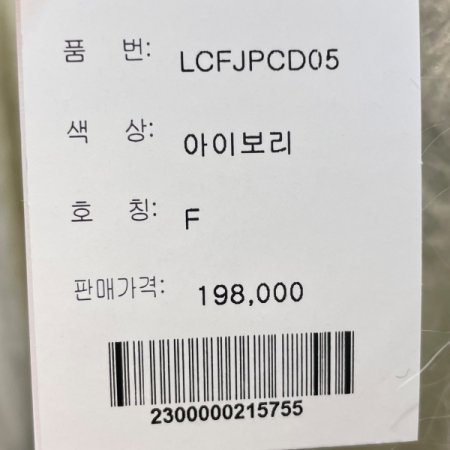 품 번: LCFJPCD05
색 상: 아이보리
호 칭: F
판매가격: 198,000
2300000215755